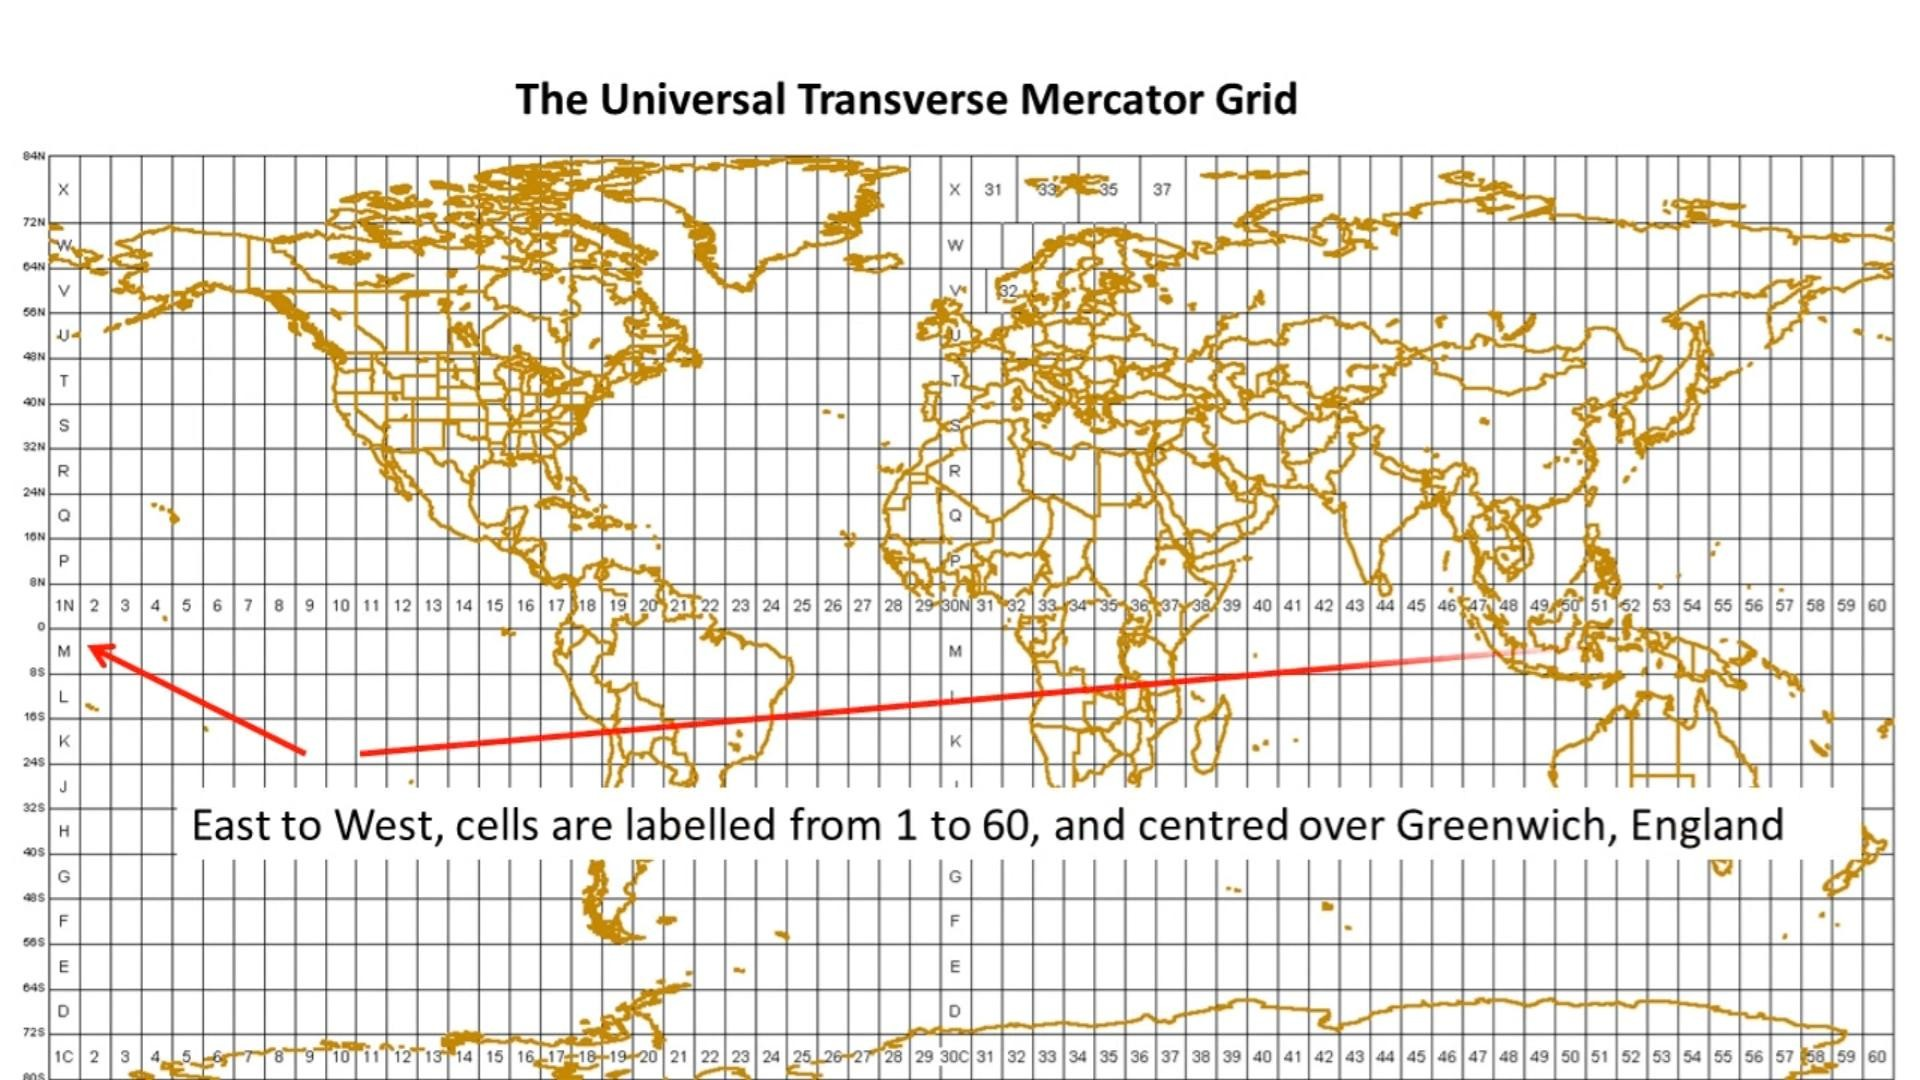 The Universal Transverse Mercator Grid
84N
X X 31 33 35 37
72N
W W
64N
V V 32
56N
U U
48N
T T
40N
S S
32N
R R
24N
Q Q
16N
P P
8N
1N 2 3 4 5 6 7 8 9 10 11 12 13 14 15 16 17 18 19 20 21 22 23 24 25 26 27 28 29 30N 31 32 33 34 35 36 37 38 39 40 41 42 43 44 45 46 47 48 49 50 51 52 53 54 55 56 57 58 59 60
0
M M
8S
L L
16S
K K
24S
J
32S
East to West, cells are labelled from 1 to 60, and centred over Greenwich, England
H
40S
G G
48S
F F
56S
E E
64S
D D
72S
1C 2 3 4 5 6 7 8 9 10 11 12 13 14 15 16 17 18 19 20 21 22 23 24 25 26 27 28 29 30C 31 32 33 34 35 36 37 38 39 40 41 42 43 44 45 46 47 48 49 50 51 52 53 54 55 56 57 58 59 60
80S